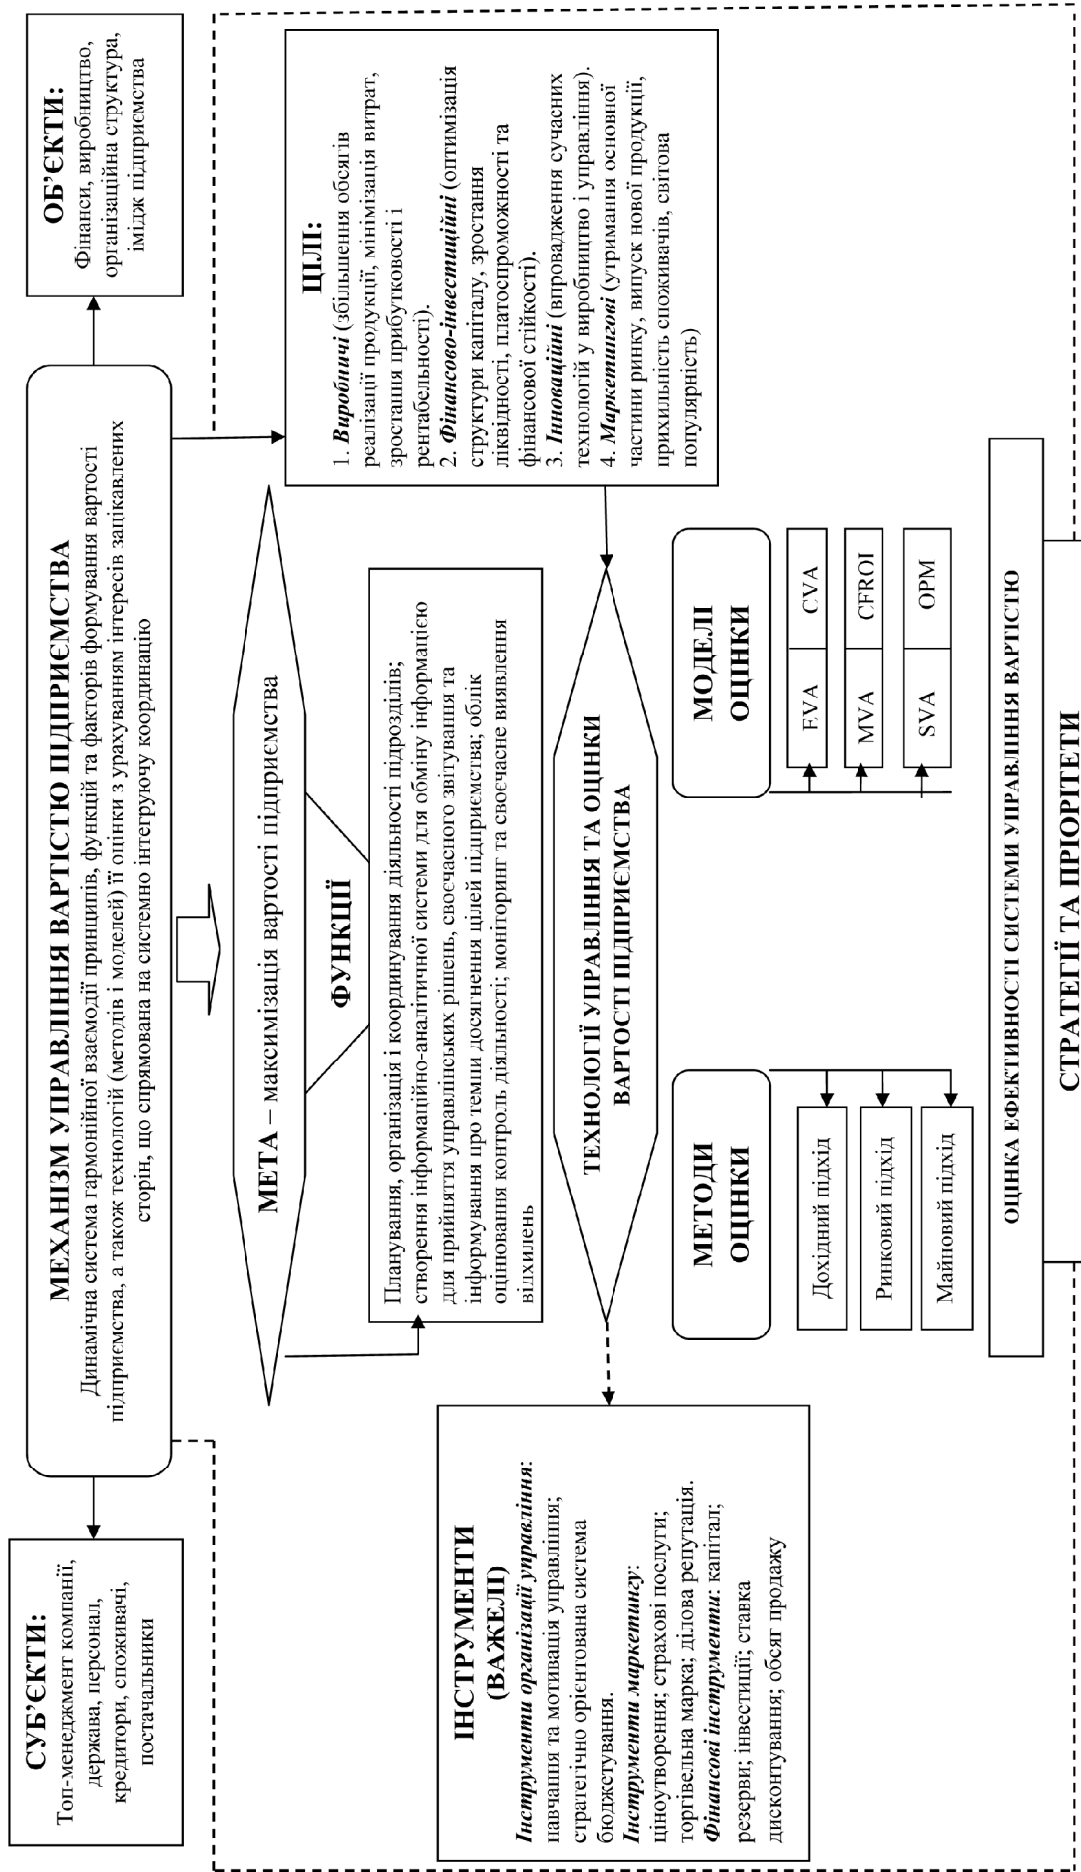 СУБ’ЄКТИ:
Топ-менеджмент компанії,
держава, персонал,
кредитори, споживачі,
постачальники
МЕХАНІЗМ УПРАВЛІННЯ ВАРТІСТЮ ПІДПРИЄМСТВА
Динамічна система гармонійної взаємодії принципів, функцій та факторів формування вартості
підприємства, а також технологій (методів і моделей) її оцінки з урахуванням інтересів зацікавлених
сторін, що спрямована на системно інтегруючу координацію
ОБ’ЄКТИ:
Фінанси, виробництво,
організаційна структура,
імідж підприємства
МЕТА – максимізація вартості підприємства
ФУНКЦІЇ
Планування, організація і координування діяльності підрозділів;
створення інформаційно-аналітичної системи для обміну інформацією
для прийняття управлінських рішень, своєчасного звітування та
інформування про темпи досягнення цілей підприємства; облік
оцінювання контроль діяльності; моніторинг та своєчасне виявлення
відхилень
ЦІЛІ:
1. Виробничі (збільшення обсягів
реалізації продукції, мінімізація витрат,
зростання прибутковості і
рентабельності).
2. Фінансово-інвестиційні (оптимізація
структури капіталу, зростання
ліквідності, платоспроможності та
фінансової стійкості).
3. Інноваційні (впровадження сучасних
технологій у виробництво і управління).
4. Маркетингові (утримання основної
частини ринку, випуск нової продукції,
прихильність споживачів, світова
популярність)
ІНСТРУМЕНТИ
(ВАЖЕЛІ)
Інструменти організації управління:
навчання та мотивація управління;
стратегічно орієнтована система
бюджетування.
Інструменти маркетингу:
ціноутворення; страхові послуги;
торгівельна марка; ділова репутація.
Фінансові інструменти: капітал;
резерви; інвестиції; ставка
дисконтування; обсяг продажу
ТЕХНОЛОГІЇ УПРАВЛІННЯ ТА ОЦІНКИ
ВАРТОСТІ ПІДПРИЄМСТВА
МЕТОДИ
ОЦІНКИ
Дохідний підхід
Ринковий підхід
Майновий підхід
МОДЕЛІ
ОЦІНКИ
EVA CVA
MVA CFROI
SVA OPM
ОЦІНКА ЕФЕКТИВНОСТІ СИСТЕМИ УПРАВЛІННЯ ВАРТІСТЮ
СТРАТЕГІЇ ТА ПРІОРІТЕТИ